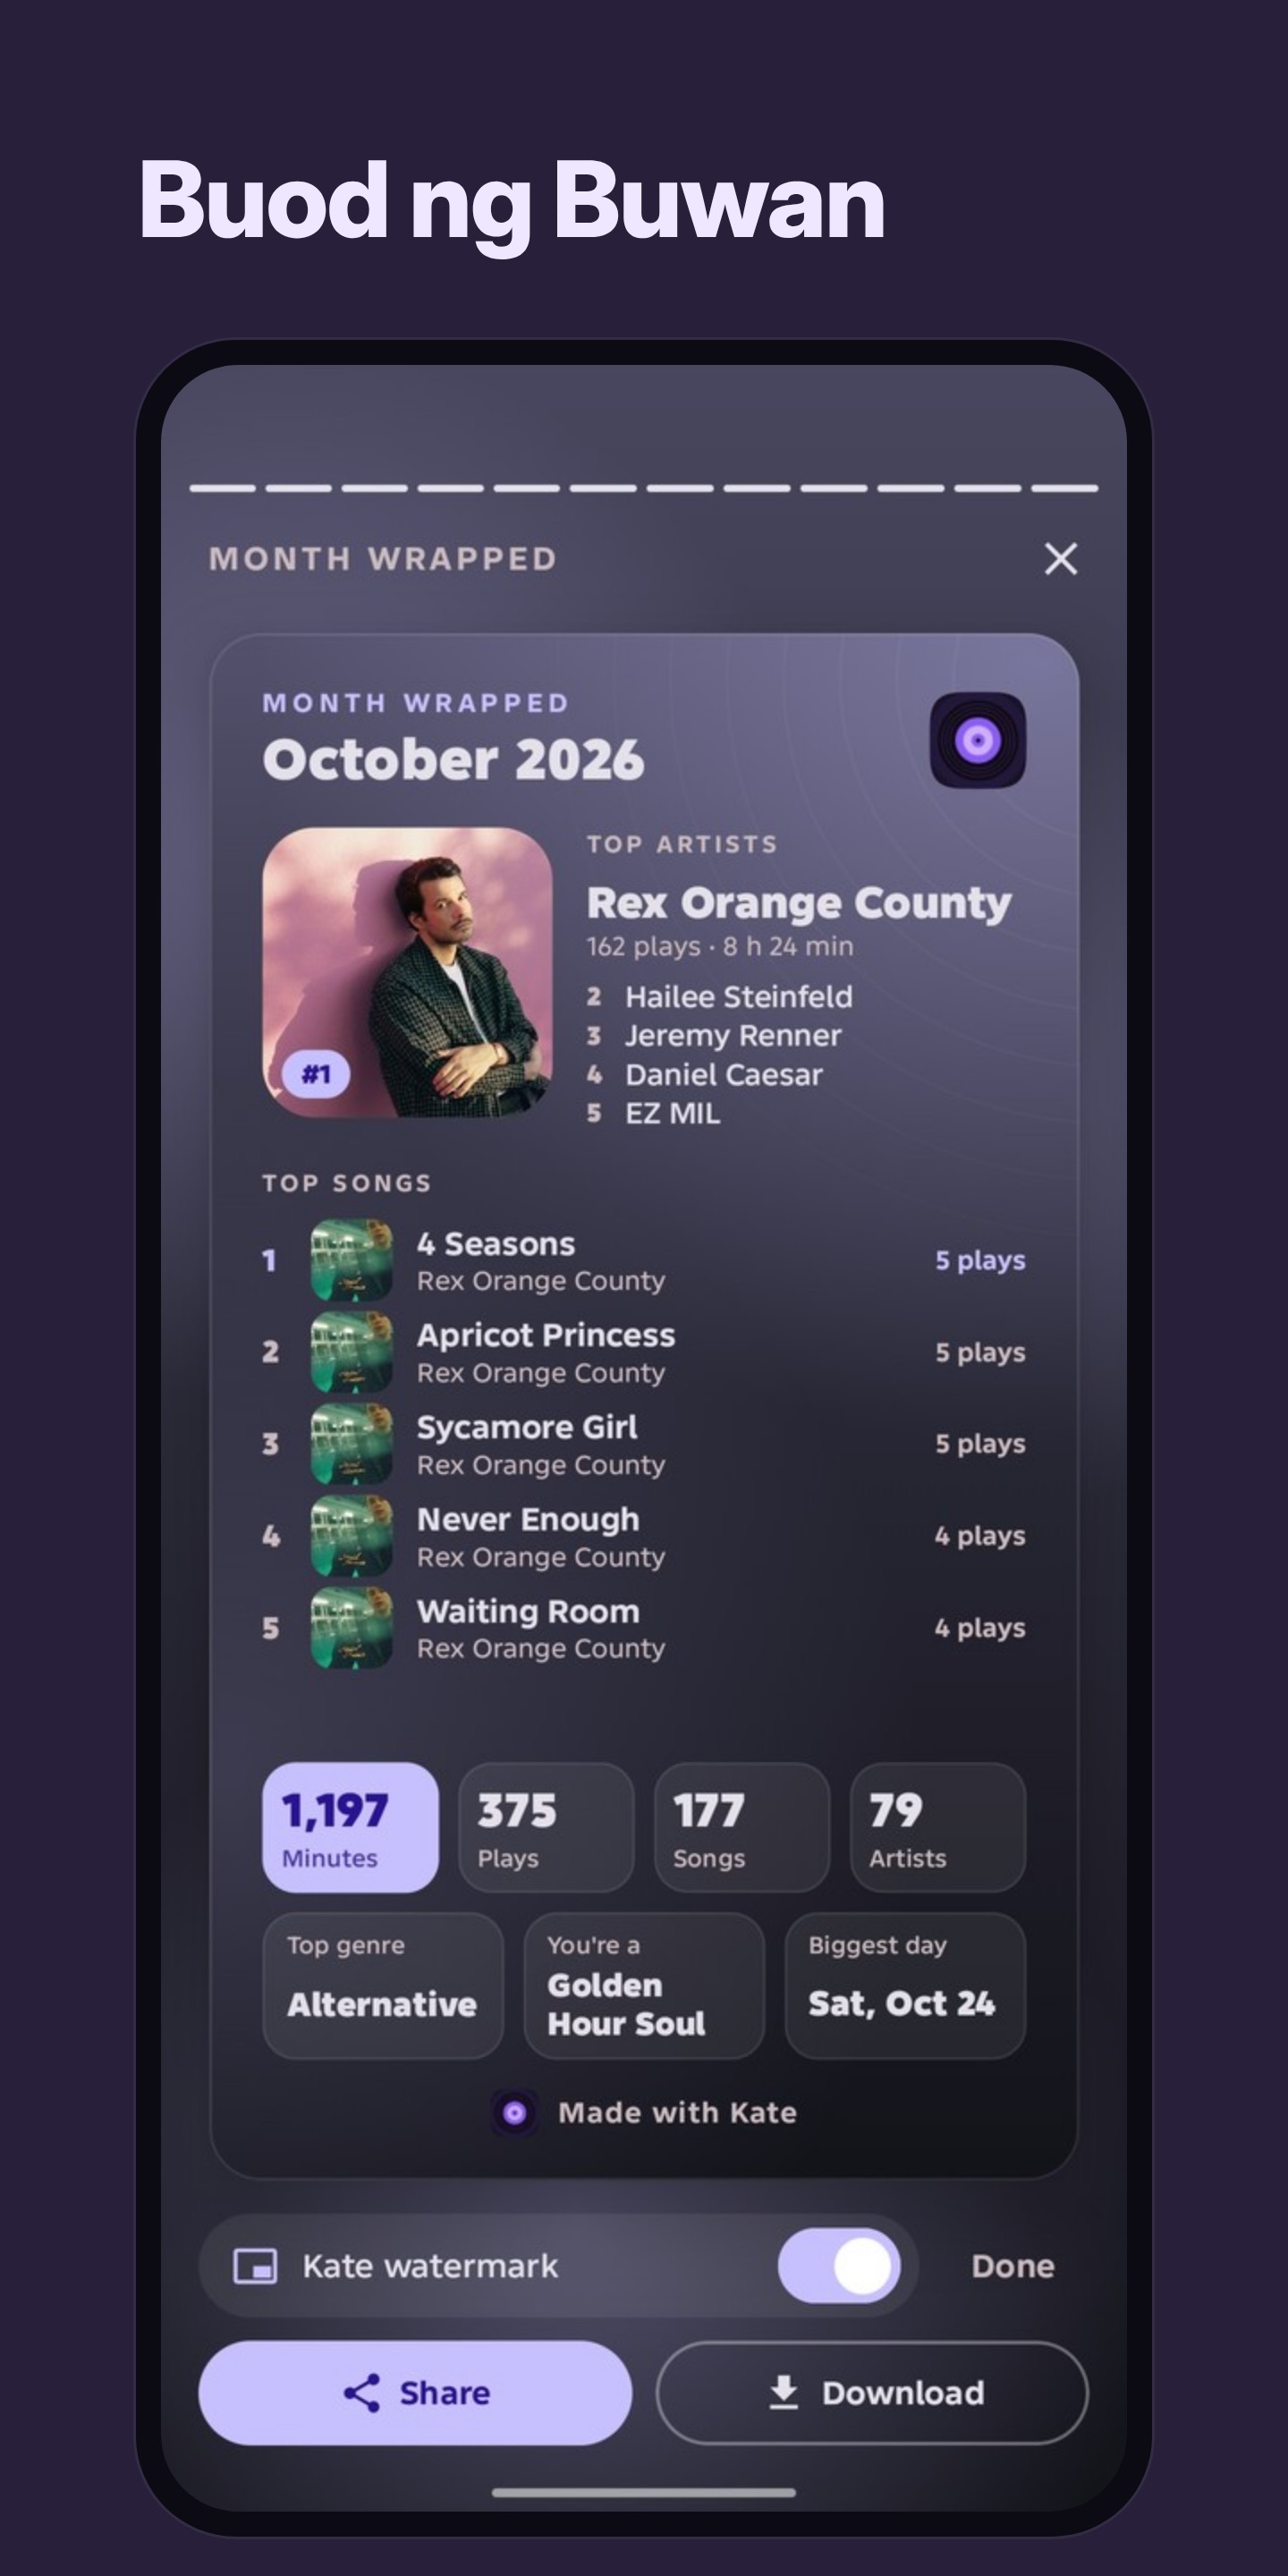 Buod ng Buwan
MONTH WRAPPED
MONTH WRAPPED
October 2026
#1
TOP ARTISTS
Rex Orange County
162 plays · 8 h 24 min
2 Hailee Steinfeld
3 Jeremy Renner
4 Daniel Caesar
5 EZ MIL
TOP SONGS
1 4 Seasons 5 plays
Rex Orange County
2 Apricot Princess 5 plays
Rex Orange County
3 Sycamore Girl 5 plays
Rex Orange County
4 Never Enough 4 plays
Rex Orange County
5 Waiting Room 4 plays
Rex Orange County
1,197 375 177 79
Minutes Plays Songs Artists
Top genre
Alternative
You're a
Golden
Hour Soul
Biggest day
Sat, Oct 24
Made with Kate
Kate watermark Done
Share Download